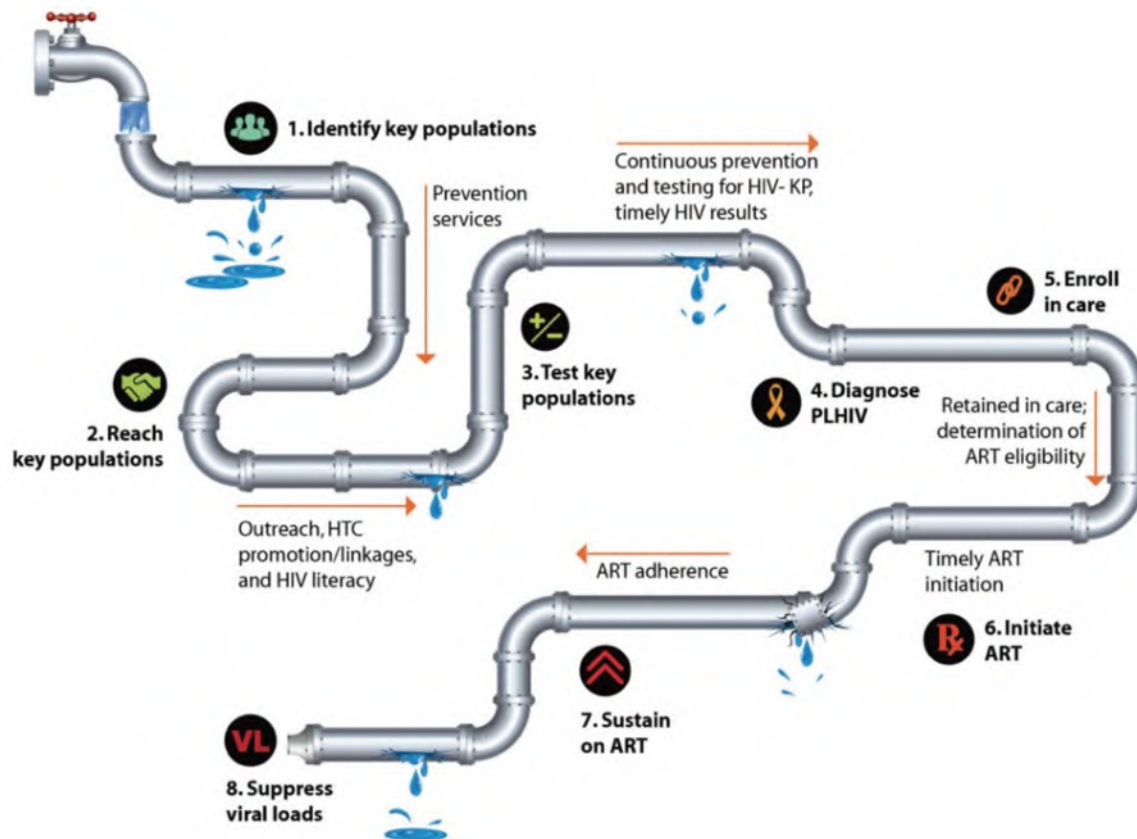 1. Identify key populations
Prevention
services
2. Reach
key populations
Outreach, HTC
promotion/linkages,
and HIV literacy
3. Test key
populations
Continuous prevention
and testing for HIV- KP,
timely HIV results
4. Diagnose
PLHIV
5. Enroll
in care
Retained in care;
determination of
ART eligibility
Timely ART
initiation
Rx
6. Initiate
ART
ART adherence
7. Sustain
on ART
VL
8. Suppress
viral loads